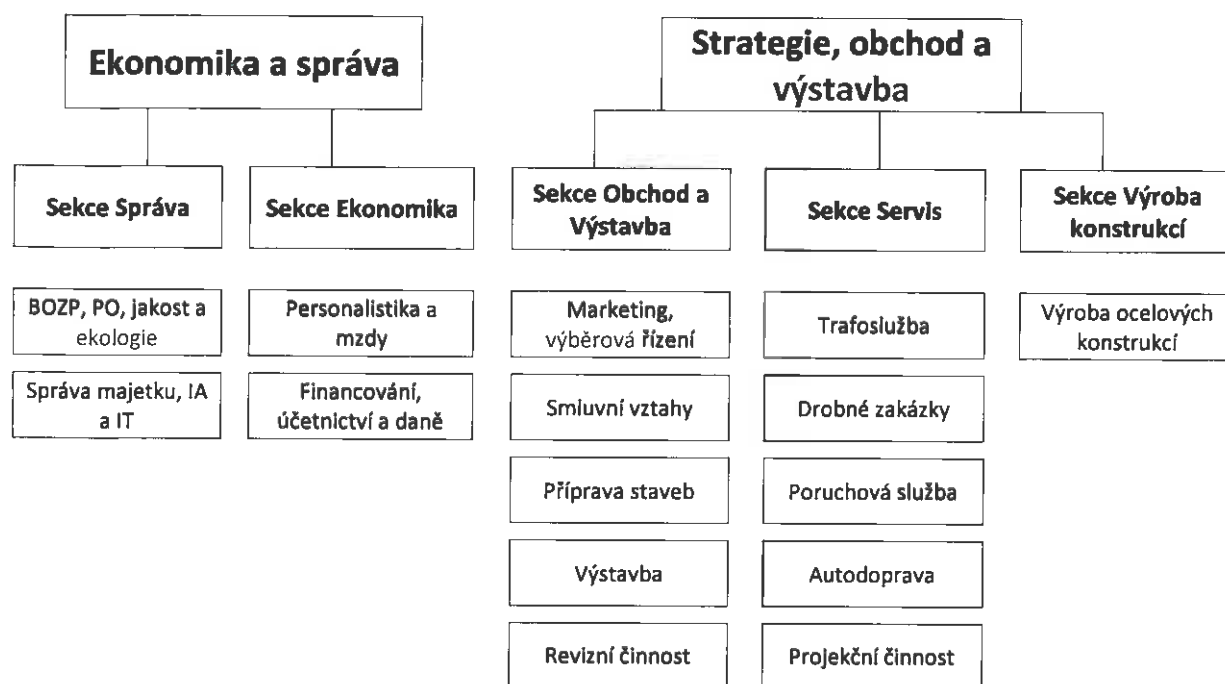 Ekonomika a správa
Strategie, obchod a
výstavba
Sekce Správa
Sekce Ekonomika
Sekce Obchod a
Výstavba
Sekce Servis
Sekce Výroba
konstrukcí
BOZP, PO, jakost a
ekologie
Správa majetku, IA
a IT
Personalistika a
mzdy
Financování,
účetnictví a daně
Marketing,
výběrová řízení
Smiuvní vztahy
Příprava staveb
Výstavba
Revizní činnost
Trafoslužba
Drobné zakázky
Poruchová služba
Autodoprava
Projekční činnost
Výroba ocelových
konstrukcí